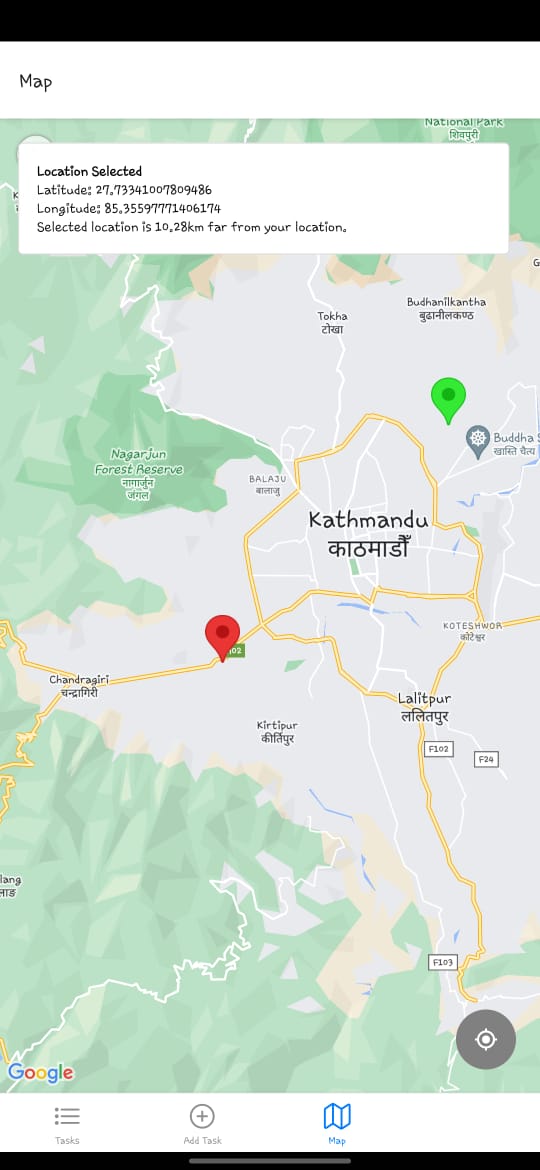 Map
National Park
शिवपुरी
Location Selected
Latitude: 27.73341007809486
Longitude: 85.35597771406174
Selected location is 10.28km far from your location.
Budhanilkantha
बुढानीलकण्ठ
Tokha
टोखा
Buddha S
खास्ति चैत्य
Nagarjun
Forest Reserve
नागार्जुन
जंगल
BALAJU
बालाजु
Kathmandu
काठमाडौँ
KOTESHWOR
कोटेश्वर
102
Chandragiri
चन्द्रागिरी
Lalitpur
ललितपुर
Kirtipur
कीर्तिपुर
F102
F24
lang
लाङ
F103
Google
Tasks
Add Task
Map